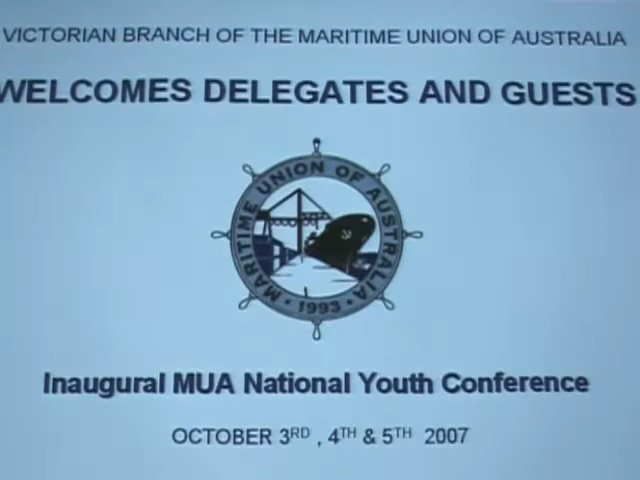 VICTORIAN BRANCH OF THE MARITIME UNION OF AUSTRALIA
WELCOMES DELEGATES AND GUESTS
MARITIME UNION OF AUSTRALIA
• 1993 •
Inaugural MUA National Youth Conference
OCTOBER 3RD , 4TH & 5TH 2007